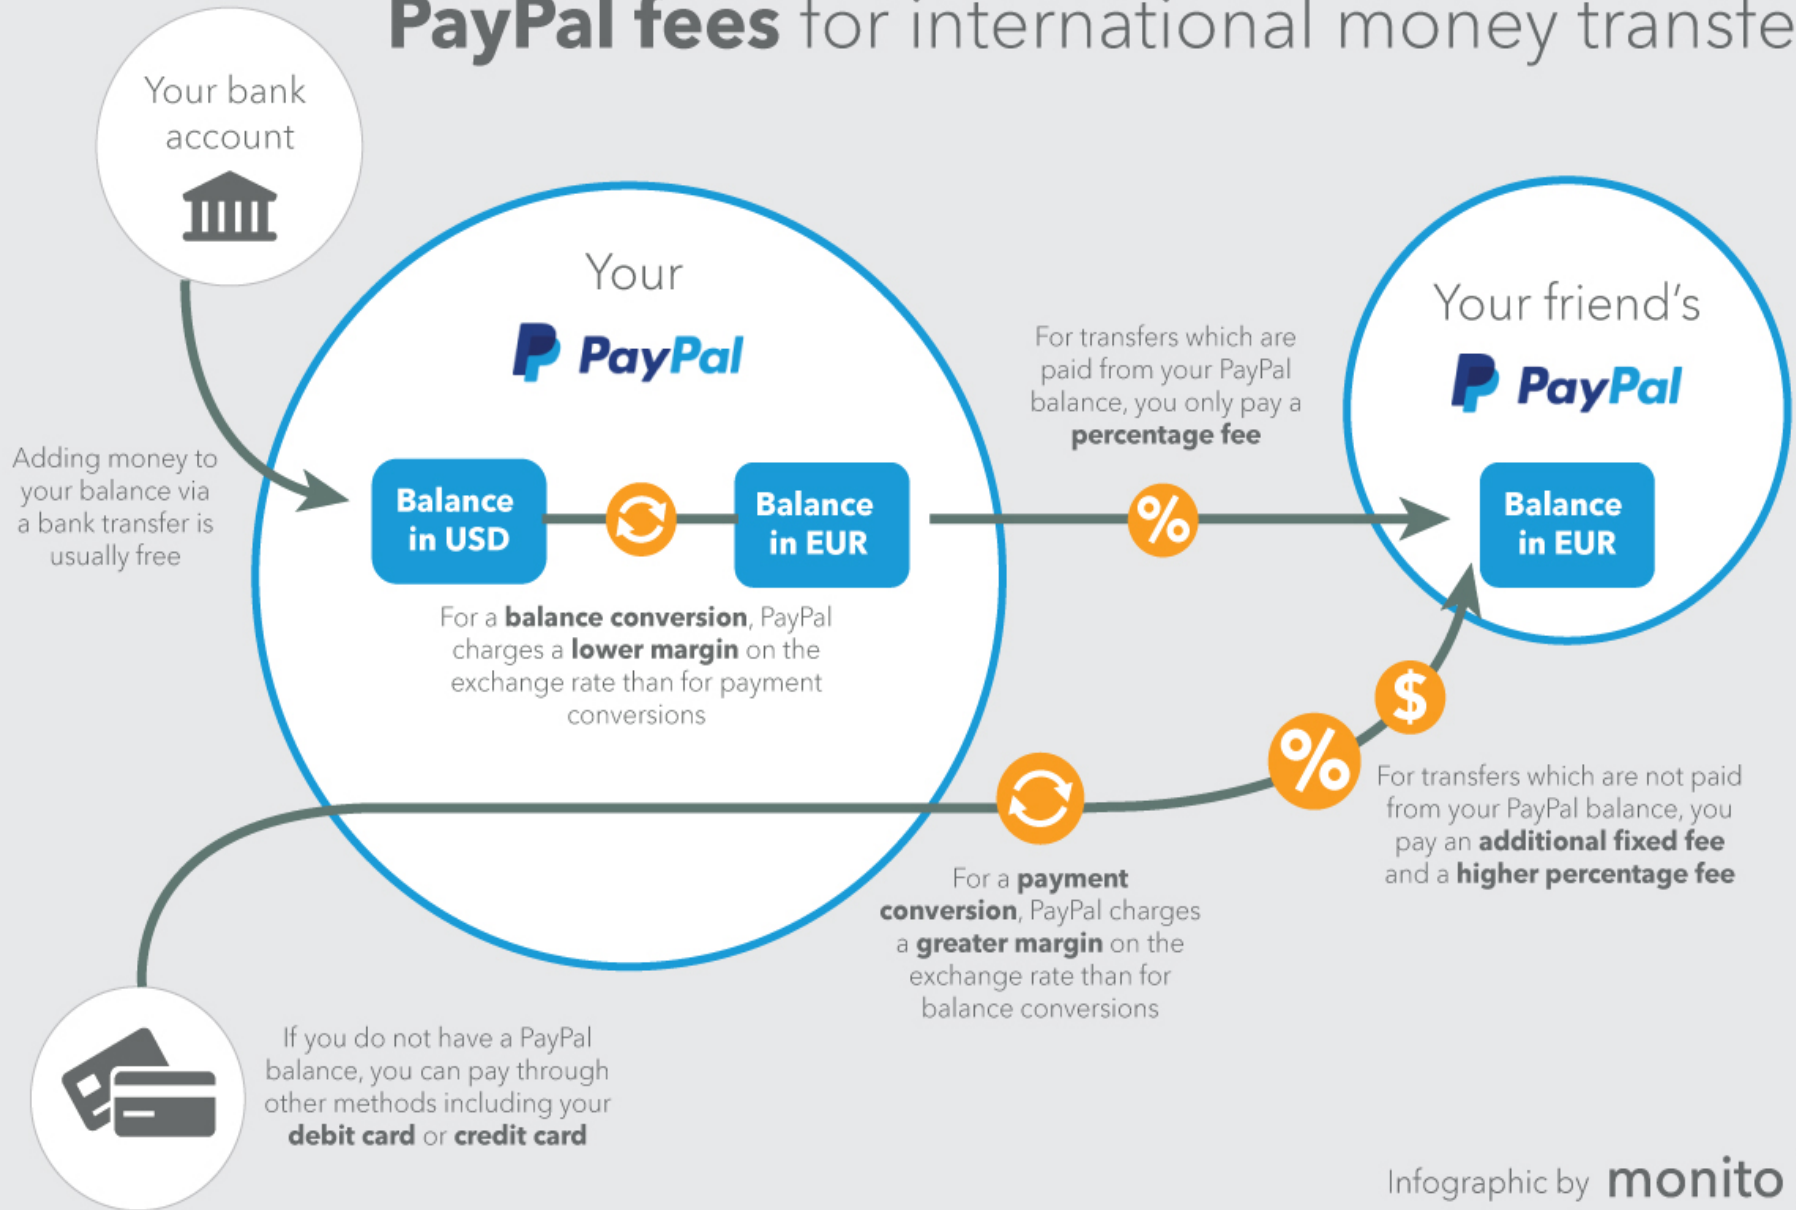 PayPal fees for international money transfe
Your bank
account
Your
PayPal
Your friend's
PayPal
For transfers which are
paid from your PayPal
balance, you only pay a
percentage fee
Adding money to
your balance via
a bank transfer is
usually free
Balance
in USD
Balance
in EUR
%
Balance
in EUR
For a balance conversion, PayPal
charges a lower margin on the
exchange rate than for payment
conversions
$
%
For transfers which are not paid
from your PayPal balance, you
pay an additional fixed fee
and a higher percentage fee
For a payment
conversion, PayPal charges
a greater margin on the
exchange rate than for
balance conversions
If you do not have a PayPal
balance, you can pay through
other methods including your
debit card or credit card
Infographic by monito